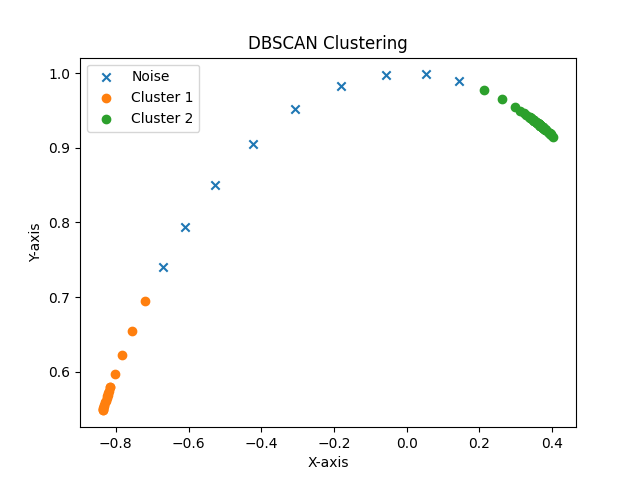 DBSCAN Clustering
Noise
Cluster 1
Cluster 2
1.0
0.9
0.8
0.7
0.6
Y-axis
−0.8 −0.6 −0.4 −0.2 0.0 0.2 0.4
X-axis